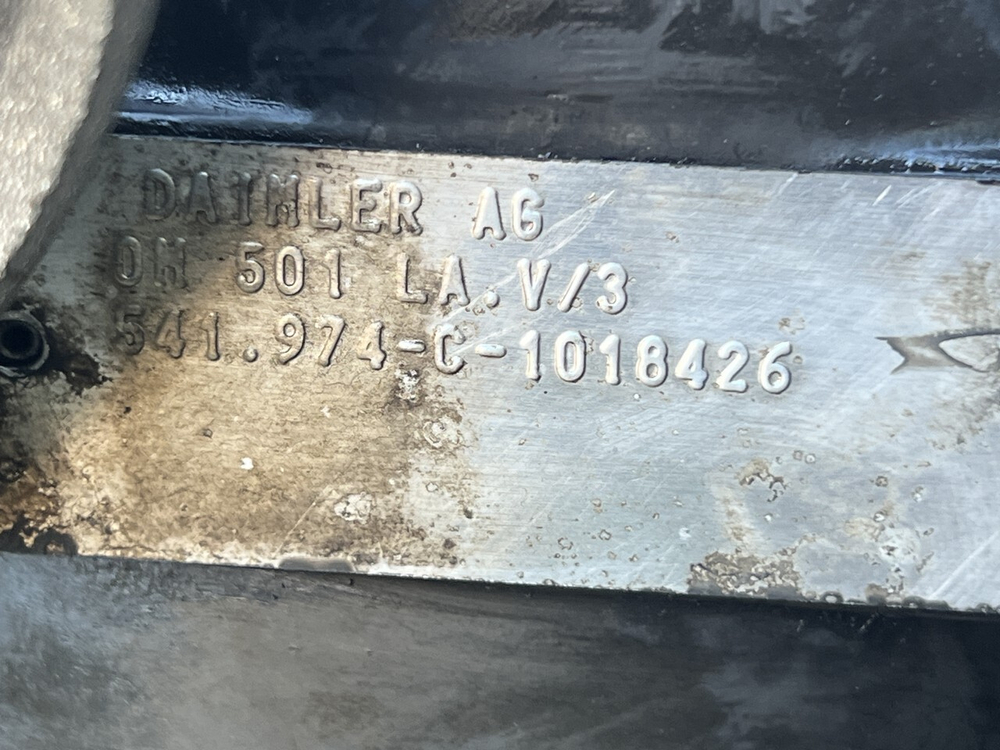 DAIMLER AG
OM 501 LA.V/3
541.974-C-1018426